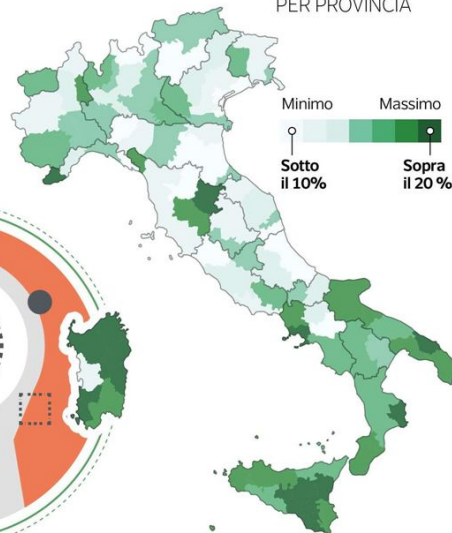 PER PROVINCIA
Minimo Massimo
Sotto
il 10%
Sopra
il 20 %